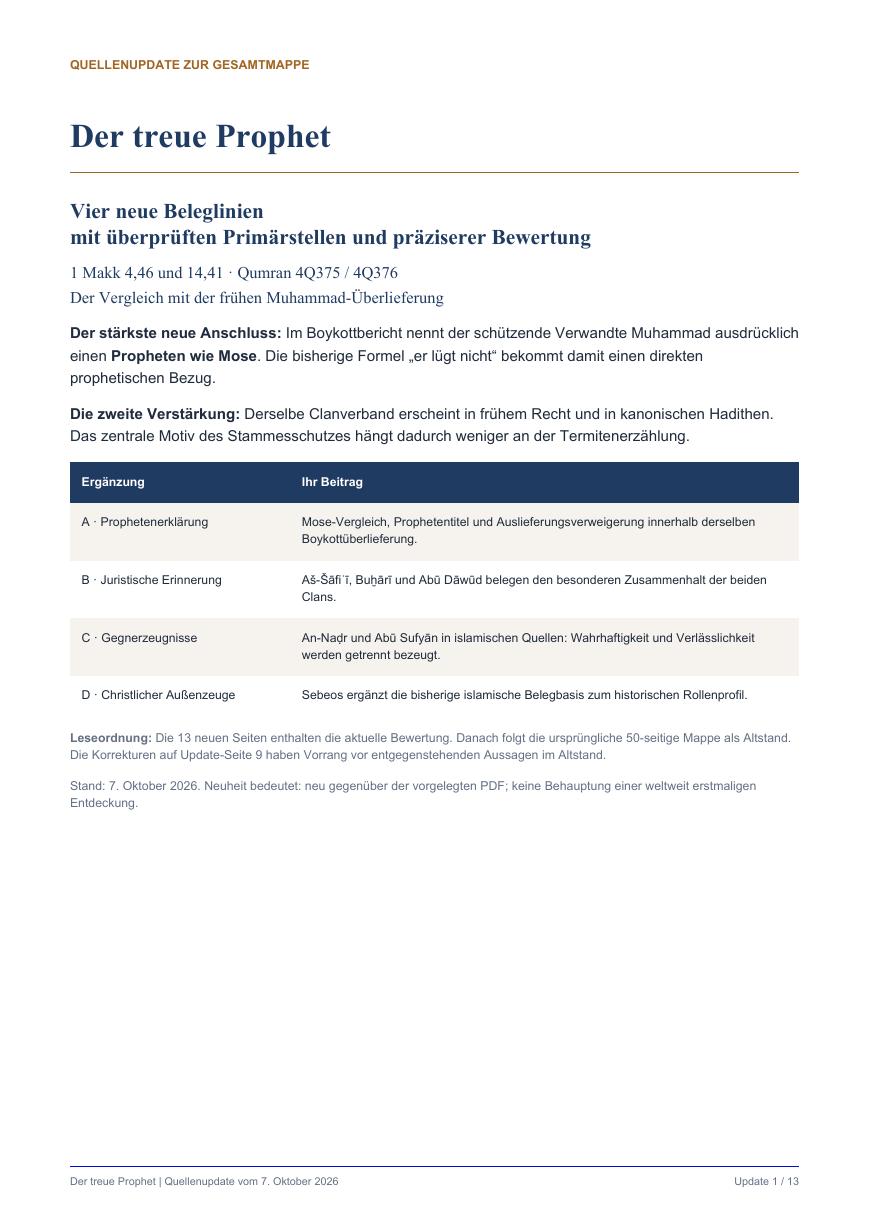 QUELLENUPDATE ZUR GESAMTMAPPE
Der treue Prophet
Vier neue Beleglinien
mit überprüften Primärstellen und präziserer Bewertung
1 Makk 4,46 und 14,41 · Qumran 4Q375 / 4Q376
Der Vergleich mit der frühen Muhammad-Überlieferung
Der stärkste neue Anschluss: Im Boykottbericht nennt der schützende Verwandte Muhammad ausdrücklich
einen Propheten wie Mose. Die bisherige Formel „er lügt nicht“ bekommt damit einen direkten
prophetischen Bezug.
Die zweite Verstärkung: Derselbe Clanverband erscheint in frühem Recht und in kanonischen Hadithen.
Das zentrale Motiv des Stammesschutzes hängt dadurch weniger an der Termitenerzählung.
Ergänzung Ihr Beitrag
A · Prophetenerklärung Mose-Vergleich, Prophetentitel und Auslieferungsverweigerung innerhalb derselben
Boykottüberlieferung.
B · Juristische Erinnerung Aš-Šāfiʿī, Buḫārī und Abū Dāwūd belegen den besonderen Zusammenhalt der beiden
Clans.
C · Gegnerzeugnisse An-Naḍr und Abū Sufyān in islamischen Quellen: Wahrhaftigkeit und Verlässlichkeit
werden getrennt bezeugt.
D · Christlicher Außenzeuge Sebeos ergänzt die bisherige islamische Belegbasis zum historischen Rollenprofil.
Leseordnung: Die 13 neuen Seiten enthalten die aktuelle Bewertung. Danach folgt die ursprüngliche 50-seitige Mappe als Altstand.
Die Korrekturen auf Update-Seite 9 haben Vorrang vor entgegenstehenden Aussagen im Altstand.
Stand: 7. Oktober 2026. Neuheit bedeutet: neu gegenüber der vorgelegten PDF; keine Behauptung einer weltweit erstmaligen
Entdeckung.
Der treue Prophet | Quellenupdate vom 7. Oktober 2026 Update 1 / 13